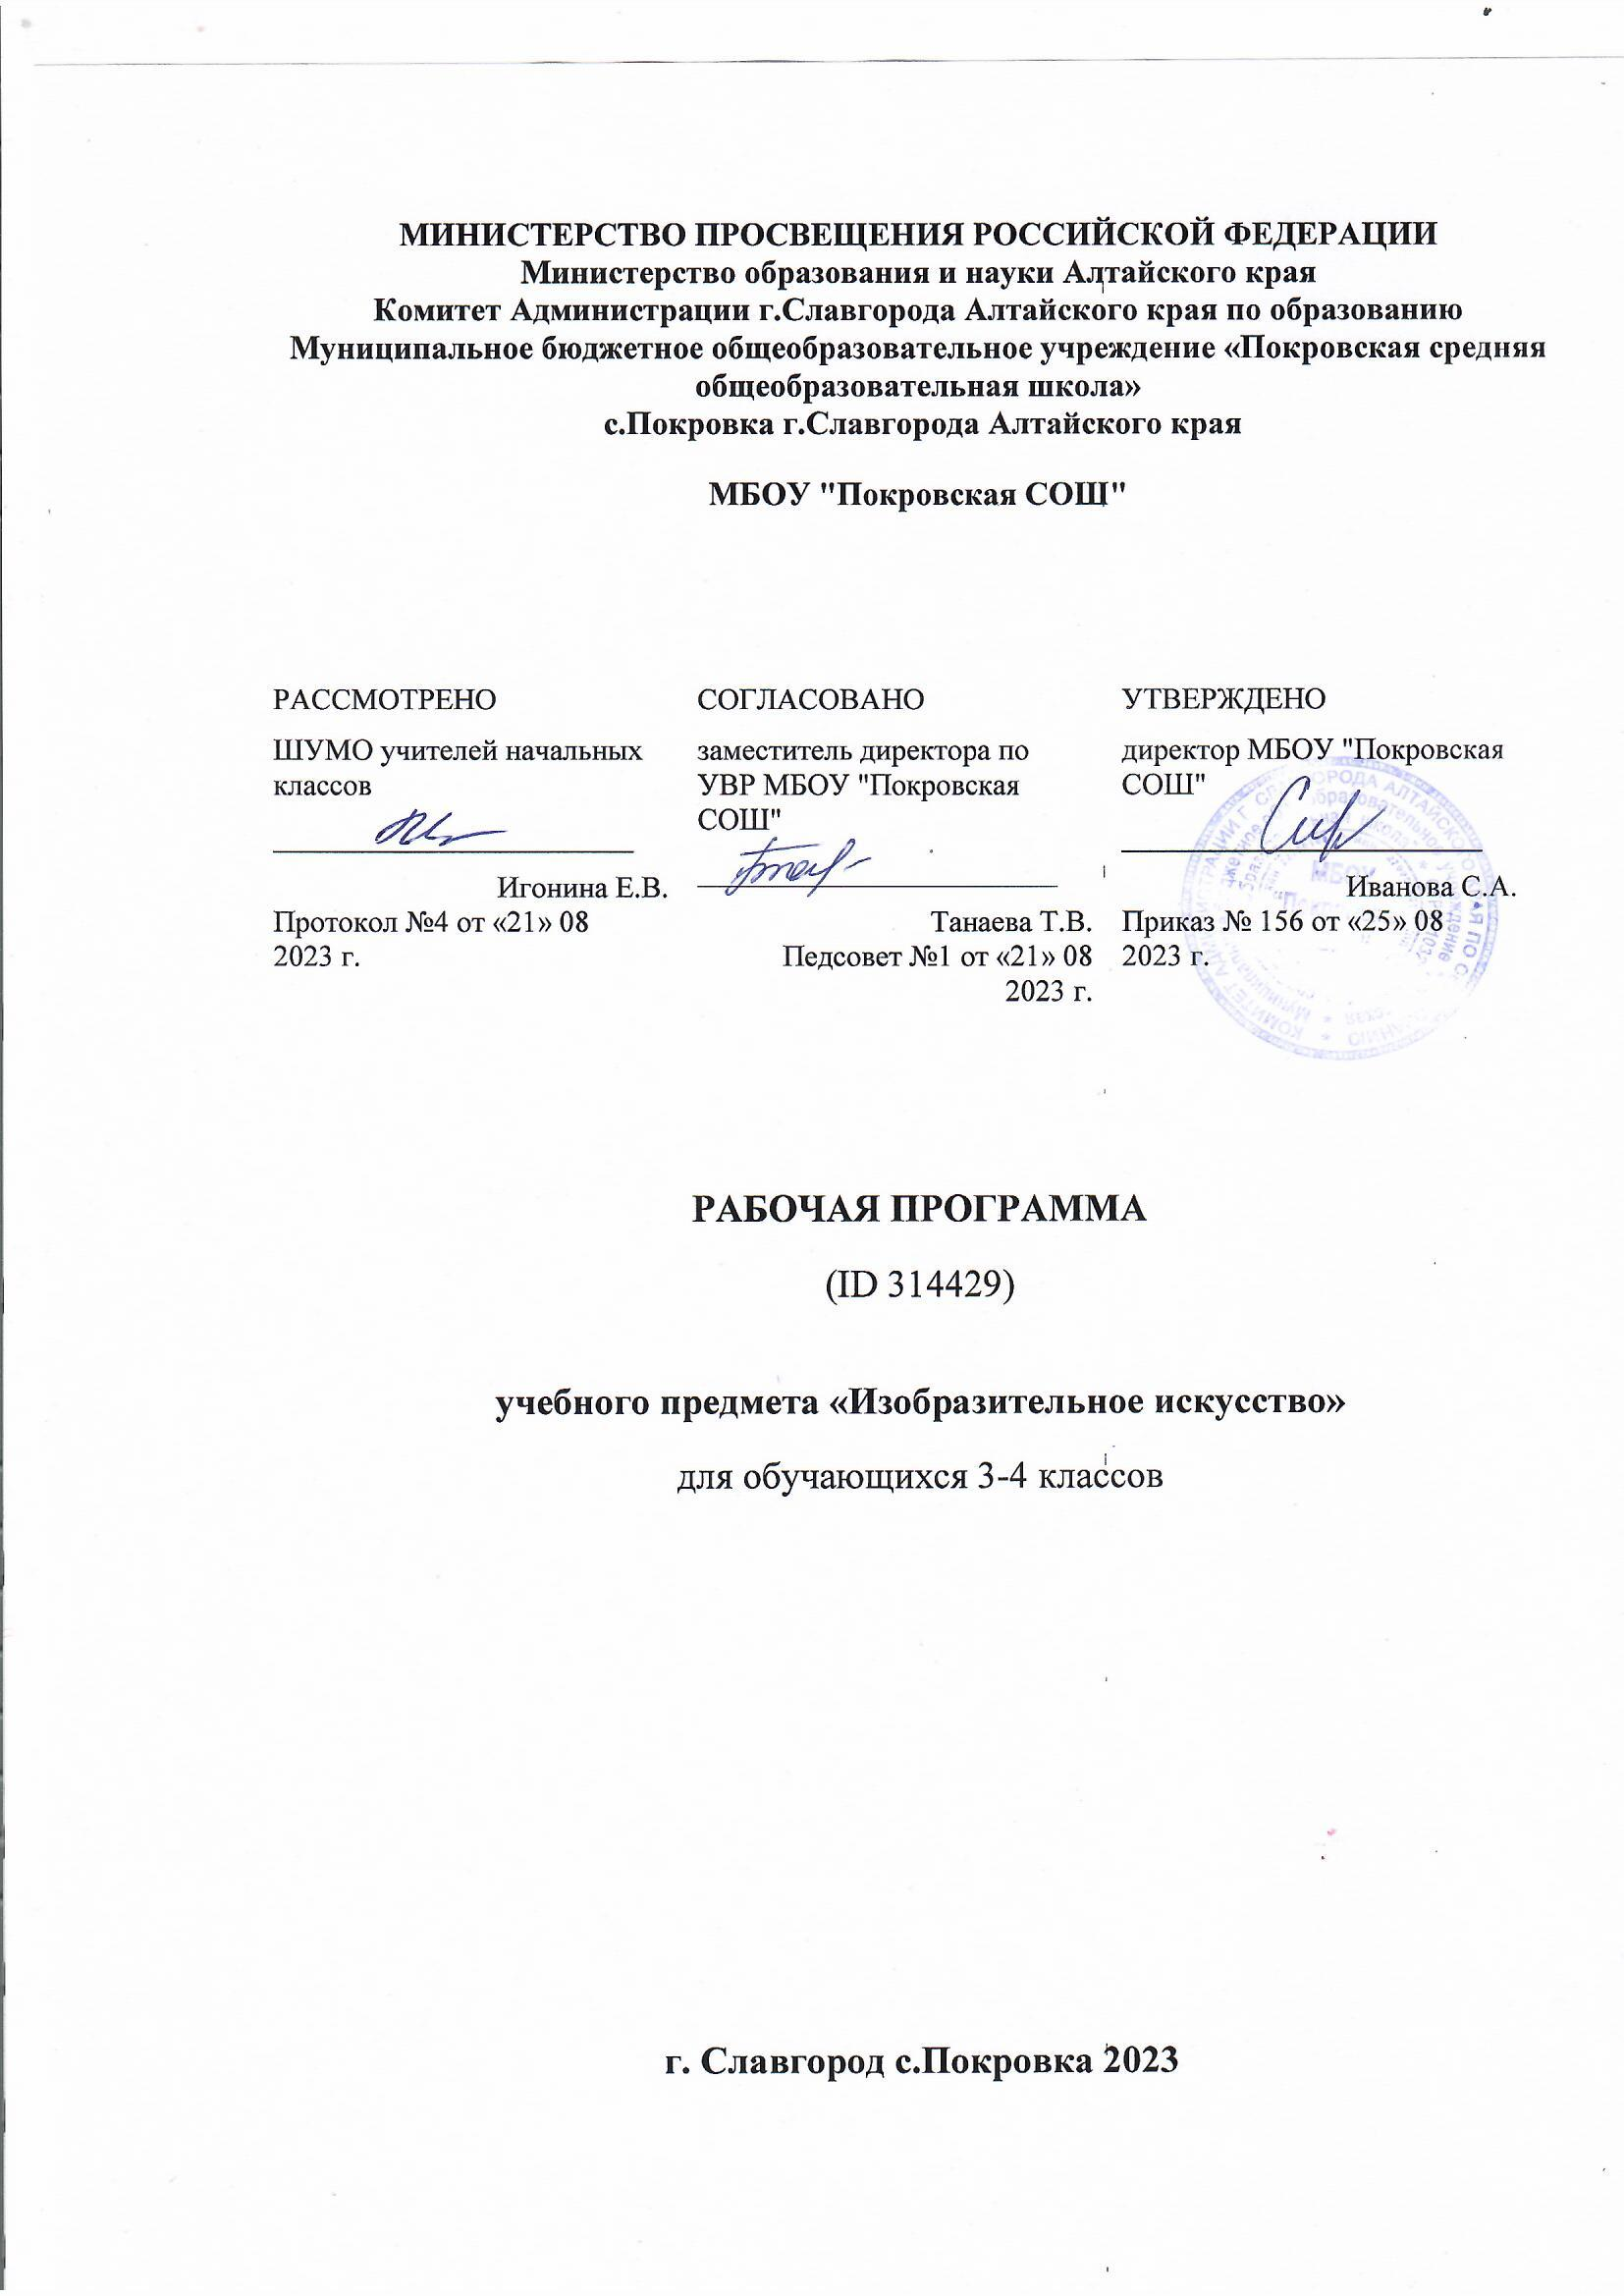 МИНИСТЕРСТВО ПРОСВЕЩЕНИЯ РОССИЙСКОЙ ФЕДЕРАЦИИ
Министерство образования и науки Алтайского края
Комитет Администрации г.Славгорода Алтайского края по образованию
Муниципальное бюджетное общеобразовательное учреждение «Покровская средняя
общеобразовательная школа»
с.Покровка г.Славгорода Алтайского края
МБОУ "Покровская СОШ"
РАССМОТРЕНО
ШУМО учителей начальных
классов
Игонина Е.В.
Протокол №4 от «21» 08
2023 г.
СОГЛАСОВАНО
заместитель директора по
УВР МБОУ "Покровская
СОШ"
Танаева Т.В.
Педсовет №1 от «21» 08
2023 г.
УТВЕРЖДЕНО
директор МБОУ "Покровская
СОШ"
Иванова С.А.
Приказ № 156 от «25» 08
2023 г.
РАБОЧАЯ ПРОГРАММА
(ID 314429)
учебного предмета «Изобразительное искусство»
для обучающихся 3-4 классов
г. Славгород с.Покровка 2023